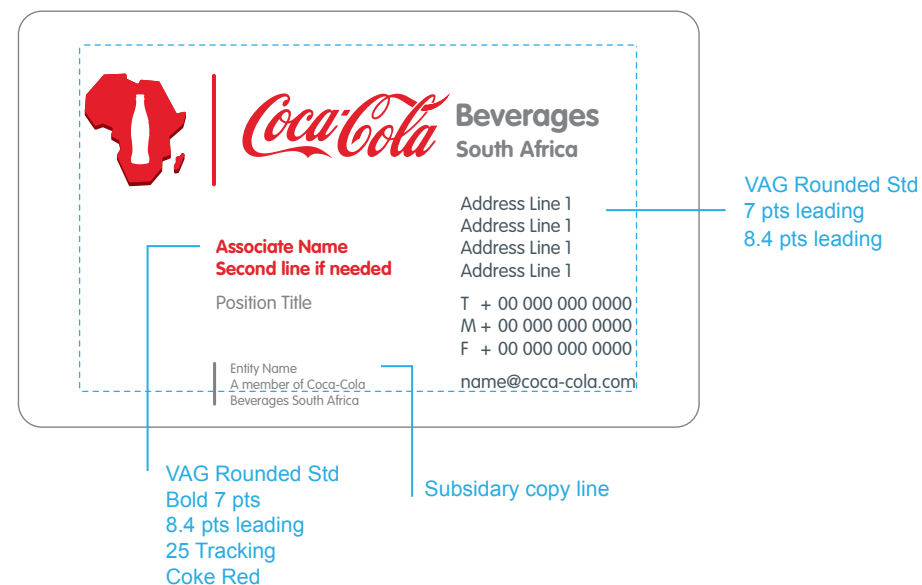 Coca-Cola Beverages
South Africa
Address Line 1
Address Line 1
Address Line 1
Address Line 1
VAG Rounded Std
7 pts leading
8.4 pts leading
Associate Name
Second line if needed
Position Title
T + 00 000 000 0000
M + 00 000 000 0000
F + 00 000 000 0000
name@coca-cola.com
Entity Name
A member of Coca-Cola
Beverages South Africa
VAG Rounded Std
Bold 7 pts
8.4 pts leading
25 Tracking
Coke Red
Subsidary copy line